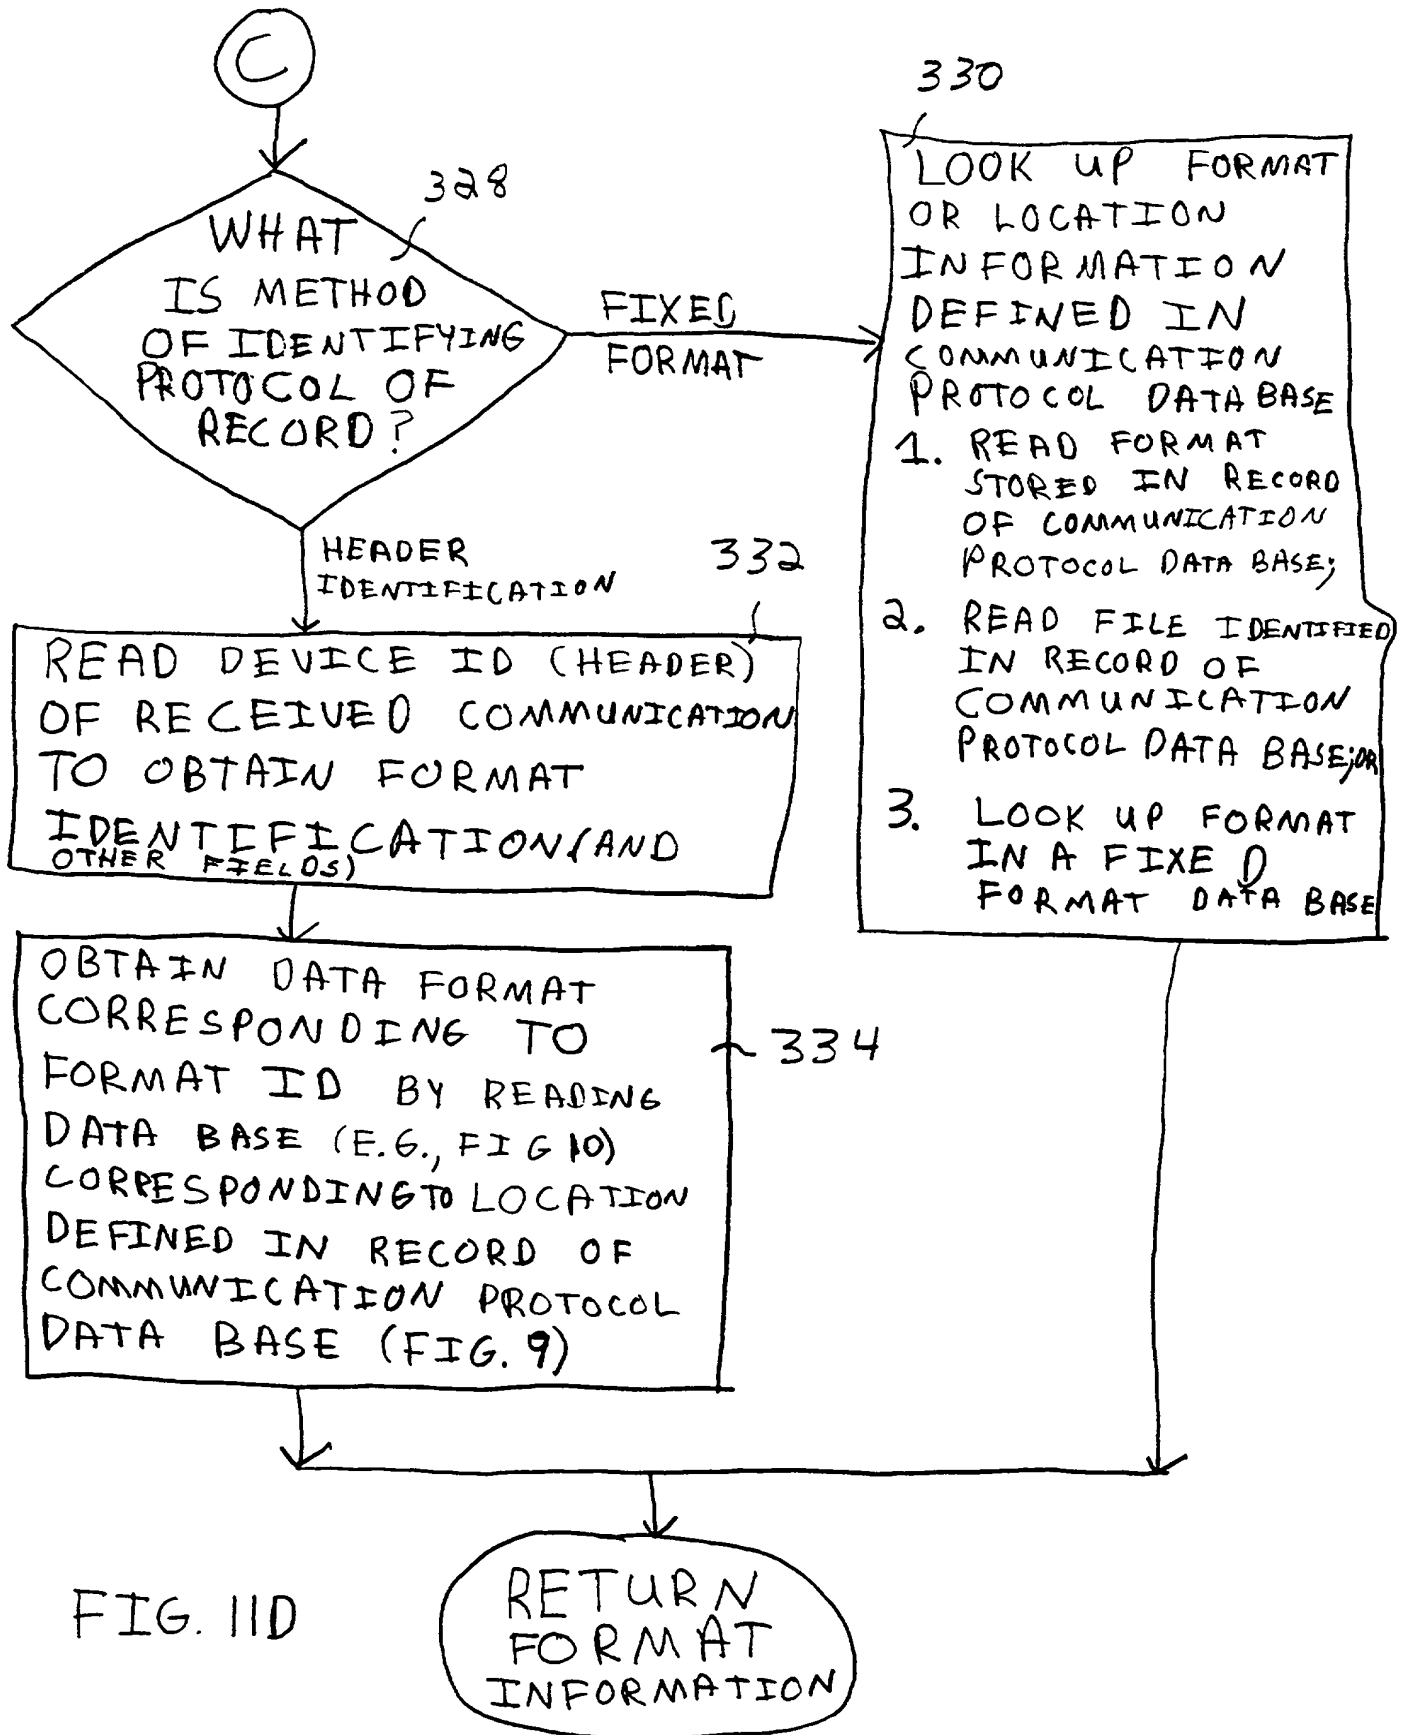 C
328
WHAT
IS METHOD
OF IDENTIFYING
PROTOCOL OF
RECORD?
FIXED
FORMAT
330
LOOK UP FORMAT
OR LOCATION
INFORMATION
DEFINED IN
COMMUNICATION
PROTOCOL DATA BASE
1. READ FORMAT
STORED IN RECORD
OF COMMUNICATION
PROTOCOL DATA BASE;
2. READ FILE IDENTIFIED
IN RECORD OF
COMMUNICATION
PROTOCOL DATA BASE; OR
3. LOOK UP FORMAT
IN A FIXED
FORMAT DATA BASE
HEADER
IDENTIFICATION
332
READ DEVICE ID (HEADER)
OF RECEIVED COMMUNICATION
TO OBTAIN FORMAT
IDENTIFICATION (AND
OTHER FIELDS)
OBTAIN DATA FORMAT
CORRESPONDING TO
FORMAT ID BY READING
DATA BASE (E.G., FIG 10)
CORRESPONDING TO LOCATION
DEFINED IN RECORD OF
COMMUNICATION PROTOCOL
DATA BASE (FIG. 9)
334
RETURN
FORMAT
INFORMATION
FIG. 11D